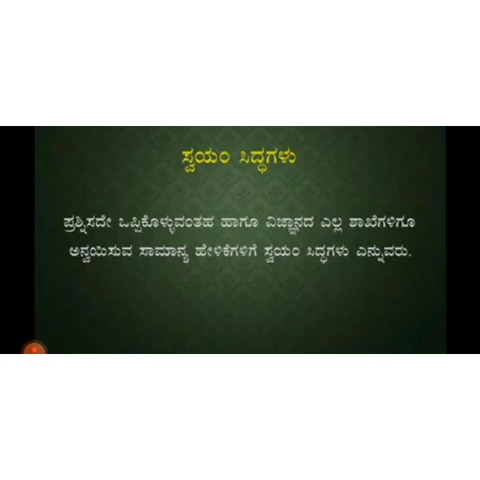 ಸ್ವಯಂ ಸಿದ್ಧಗಳು
ಪ್ರಶ್ನಿಸದೇ ಒಪ್ಪಿಕೊಳ್ಳುವಂತಹ ಹಾಗೂ ವಿಜ್ಞಾನದ ಎಲ್ಲ ಶಾಖೆಗಳಿಗೂ
ಅನ್ವಯಿಸುವ ಸಾಮಾನ್ಯ ಹೇಳಿಕೆಗಳಿಗೆ ಸ್ವಯಂ ಸಿದ್ಧಗಳು ಎನ್ನುವರು.